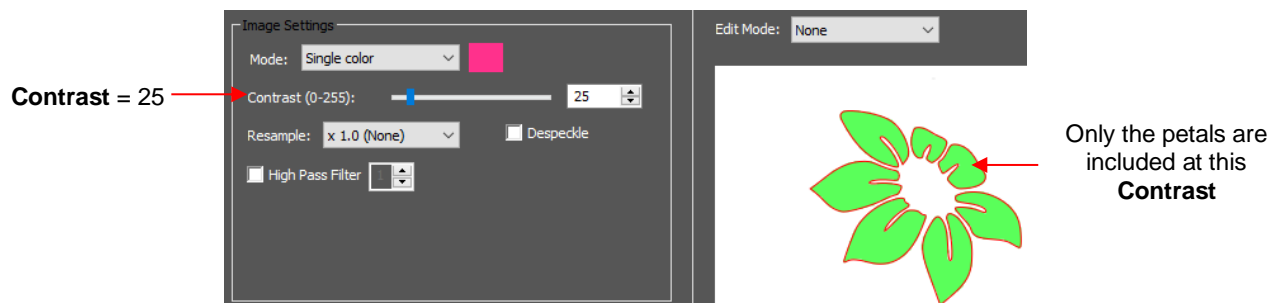 Image Settings
Mode: Single color
Contrast = 25
Contrast (0-255): 25
Resample: x 1.0 (None) Despeckle
High Pass Filter 1
Edit Mode: None
Only the petals are
included at this
Contrast